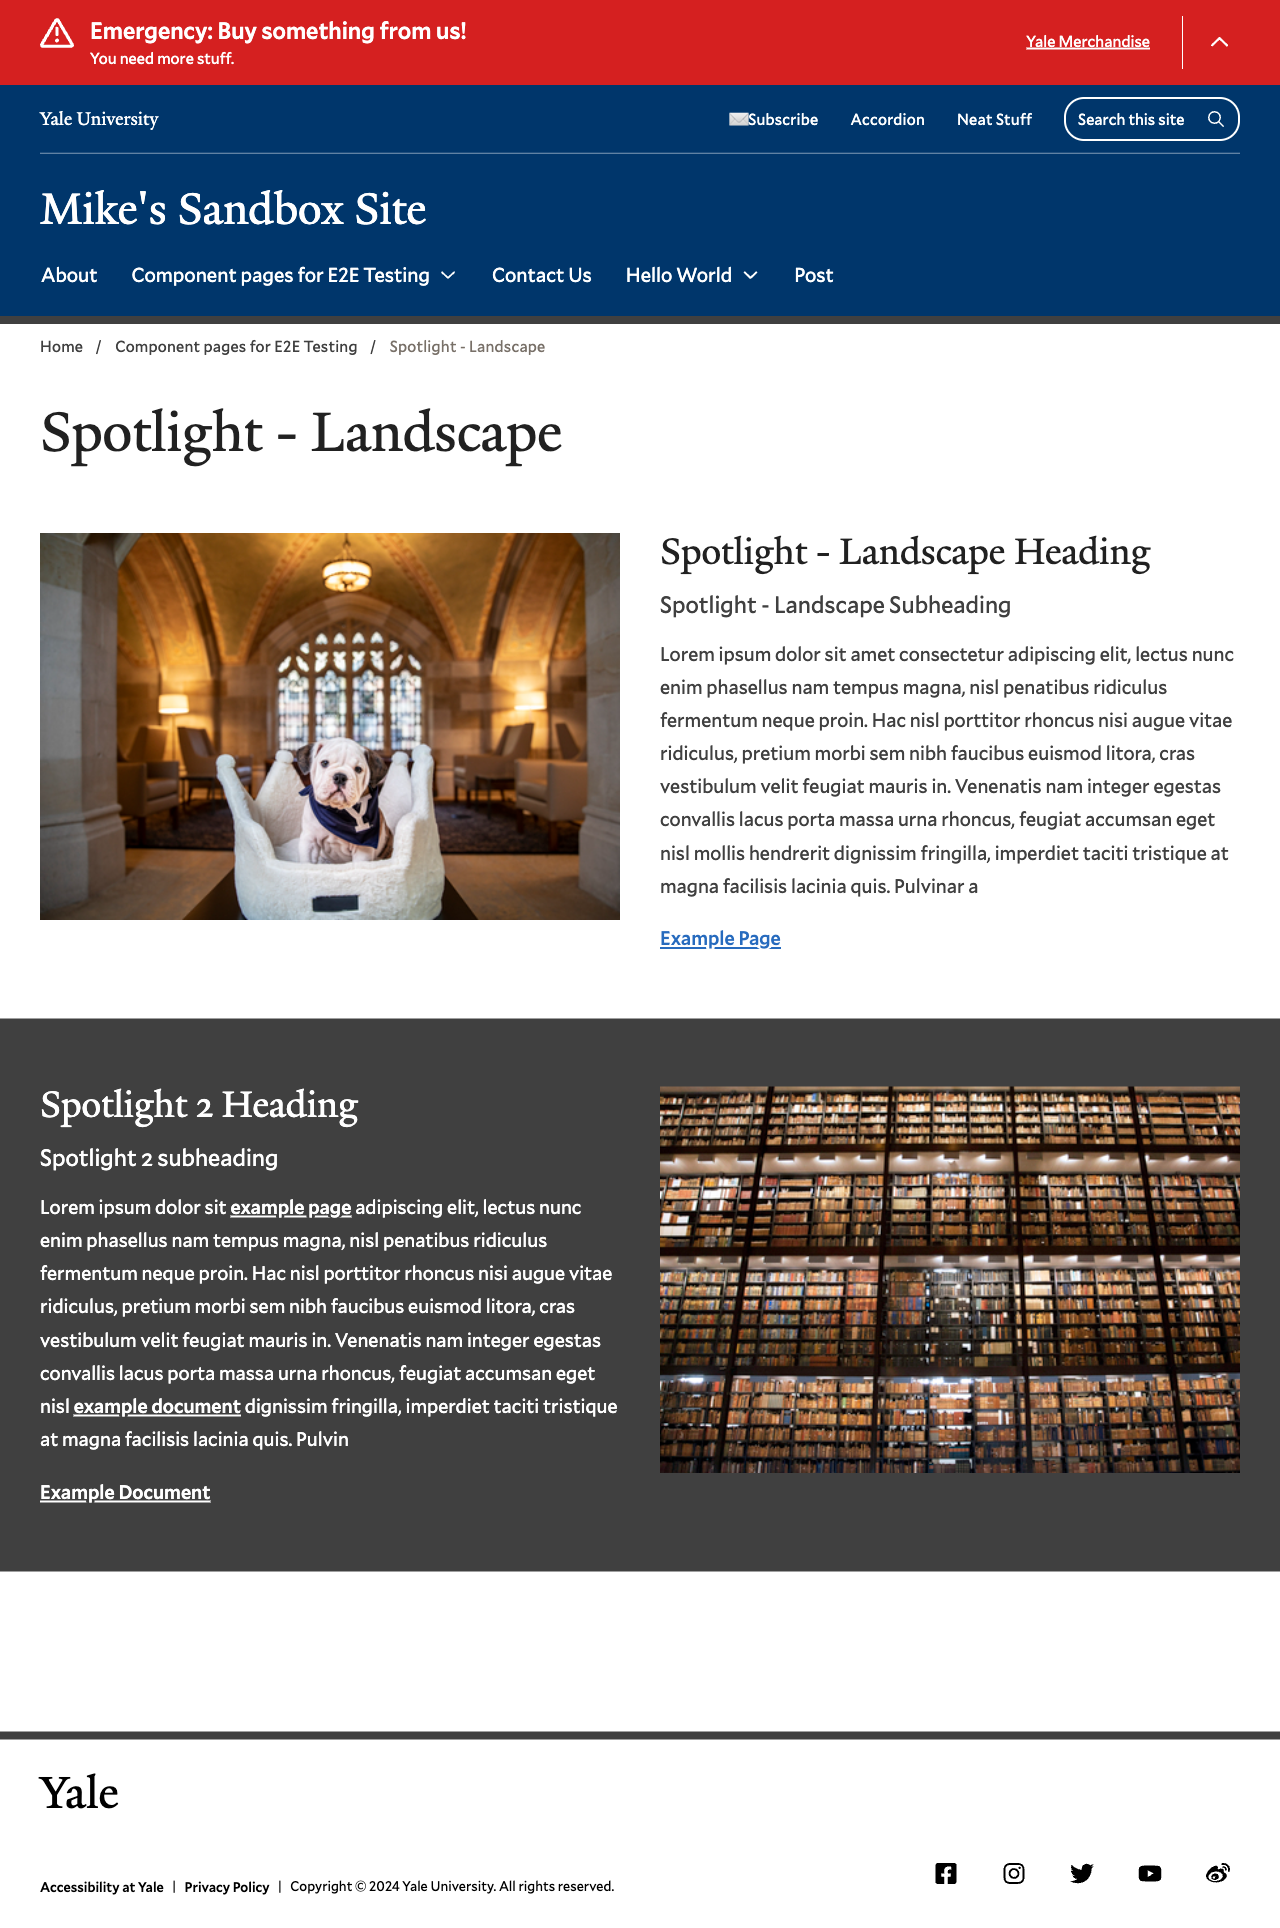 Emergency: Buy something from us!
You need more stuff.
Yale Merchandise
Yale University
Subscribe
Accordion
Neat Stuff
Search this site
Mike's Sandbox Site
About
Component pages for E2E Testing
Contact Us
Hello World
Post
Home / Component pages for E2E Testing / Spotlight - Landscape
Spotlight - Landscape
Spotlight - Landscape Heading
Spotlight - Landscape Subheading
Lorem ipsum dolor sit amet consectetur adipiscing elit, lectus nunc
enim phasellus nam tempus magna, nisl penatibus ridiculus
fermentum neque proin. Hac nisl porttitor rhoncus nisi augue vitae
ridiculus, pretium morbi sem nibh faucibus euismod litora, cras
vestibulum velit feugiat mauris in. Venenatis nam integer egestas
convallis lacus porta massa urna rhoncus, feugiat accumsan eget
nisl mollis hendrerit dignissim fringilla, imperdiet taciti tristique at
magna facilisis lacinia quis. Pulvinar a
Example Page
Y
Spotlight 2 Heading
Spotlight 2 subheading
Lorem ipsum dolor sit example page adipiscing elit, lectus nunc
enim phasellus nam tempus magna, nisl penatibus ridiculus
fermentum neque proin. Hac nisl porttitor rhoncus nisi augue vitae
ridiculus, pretium morbi sem nibh faucibus euismod litora, cras
vestibulum velit feugiat mauris in. Venenatis nam integer egestas
convallis lacus porta massa urna rhoncus, feugiat accumsan eget
nisl example document dignissim fringilla, imperdiet taciti tristique
at magna facilisis lacinia quis. Pulvin
Example Document
Yale
Accessibility at Yale | Privacy Policy | Copyright © 2024 Yale University. All rights reserved.